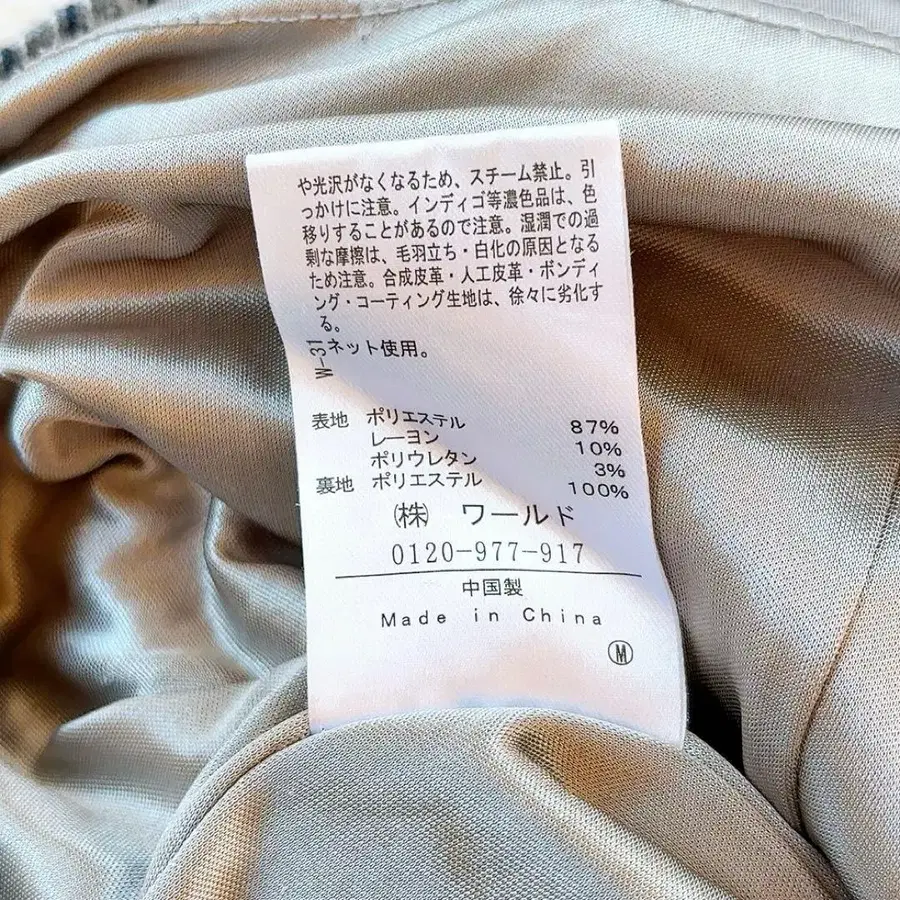 や光沢がなくなるため、スチーム禁止。引
っかけに注意。インディゴ等濃色品は、色
移りすることがあるので注意。湿潤での過
剰な摩擦は、毛羽立ち・白化の原因となる
ため注意。合成皮革・人工皮革・ボンディ
ング・コーティング生地は、徐々に劣化す
る。
ネット使用。
W-31
表地 ポリエステル 87%
レーヨン 10%
ポリウレタン 3%
裏地 ポリエステル 100%
(株) ワールド
0120-977-917
中国製
Made in China
Ⓜ